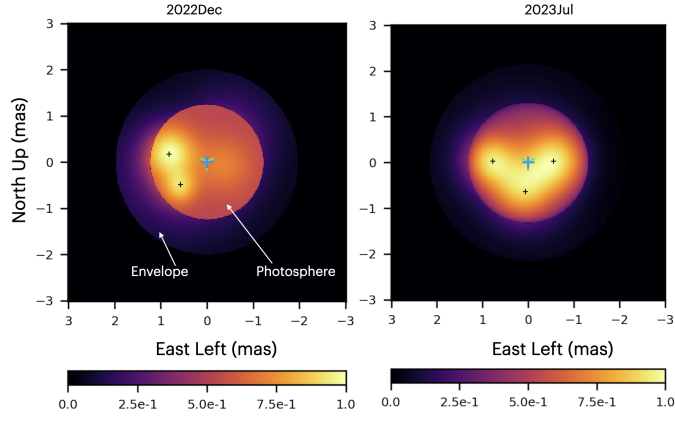 2022Dec
2023Jul
3
2
1
0
−1
−2
−3
North Up (mas)
Envelope
Photosphere
3 2 1 0 −1 −2 −3
East Left (mas)
0.0 2.5e-1 5.0e-1 7.5e-1 1.0
3
2
1
0
−1
−2
−3
3 2 1 0 −1 −2 −3
East Left (mas)
0.0 2.5e-1 5.0e-1 7.5e-1 1.0